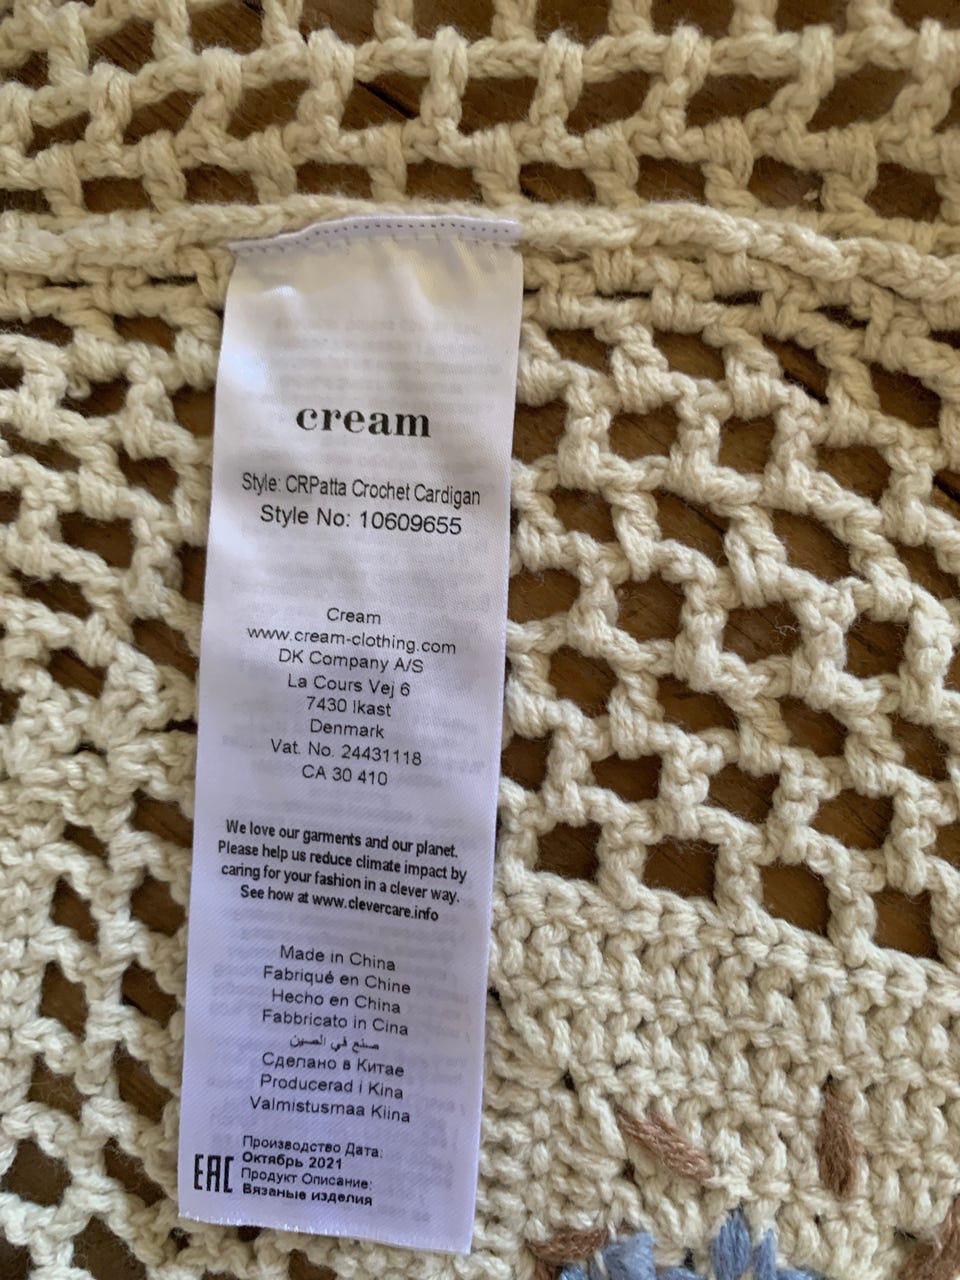 cream
Style: CRPatta Crochet Cardigan
Style No: 10609655
Cream
www.cream-clothing.com
DK Company A/S
La Cours Vej 6
7430 Ikast
Denmark
Vat. No. 24431118
CA 30 410
We love our garments and our planet.
Please help us reduce climate impact by
caring for your fashion in a clever way.
See how at www.clevercare.info
Made in China
Fabriqué en Chine
Hecho en China
Fabbricato in Cina
صنع في الصين
Сделано в Китае
Producerad i Kina
Valmistusmaa Kiina
Производство Дата:
Октябрь 2021
EAC Продукт Описание:
Вязаные изделия